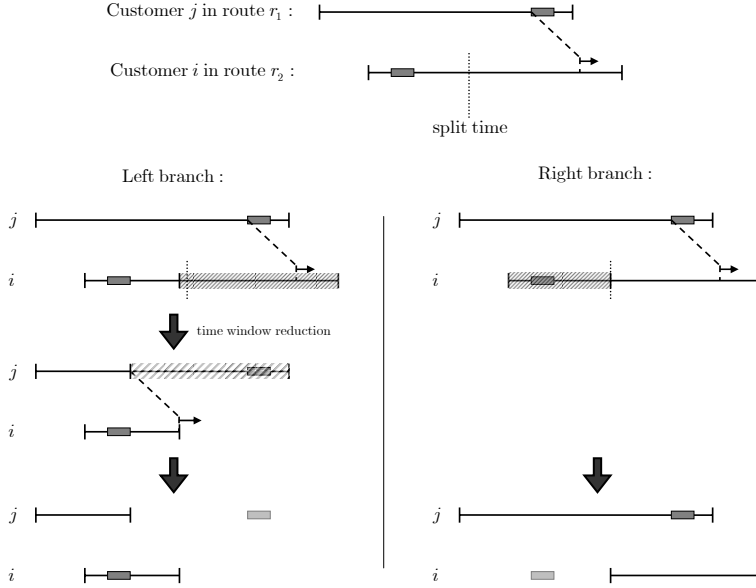 Customer j in route r₁ :
Customer i in route r₂ :
split time
Left branch :
Right branch :
j
j
i
i
time window reduction
j
i
j
j
i
i